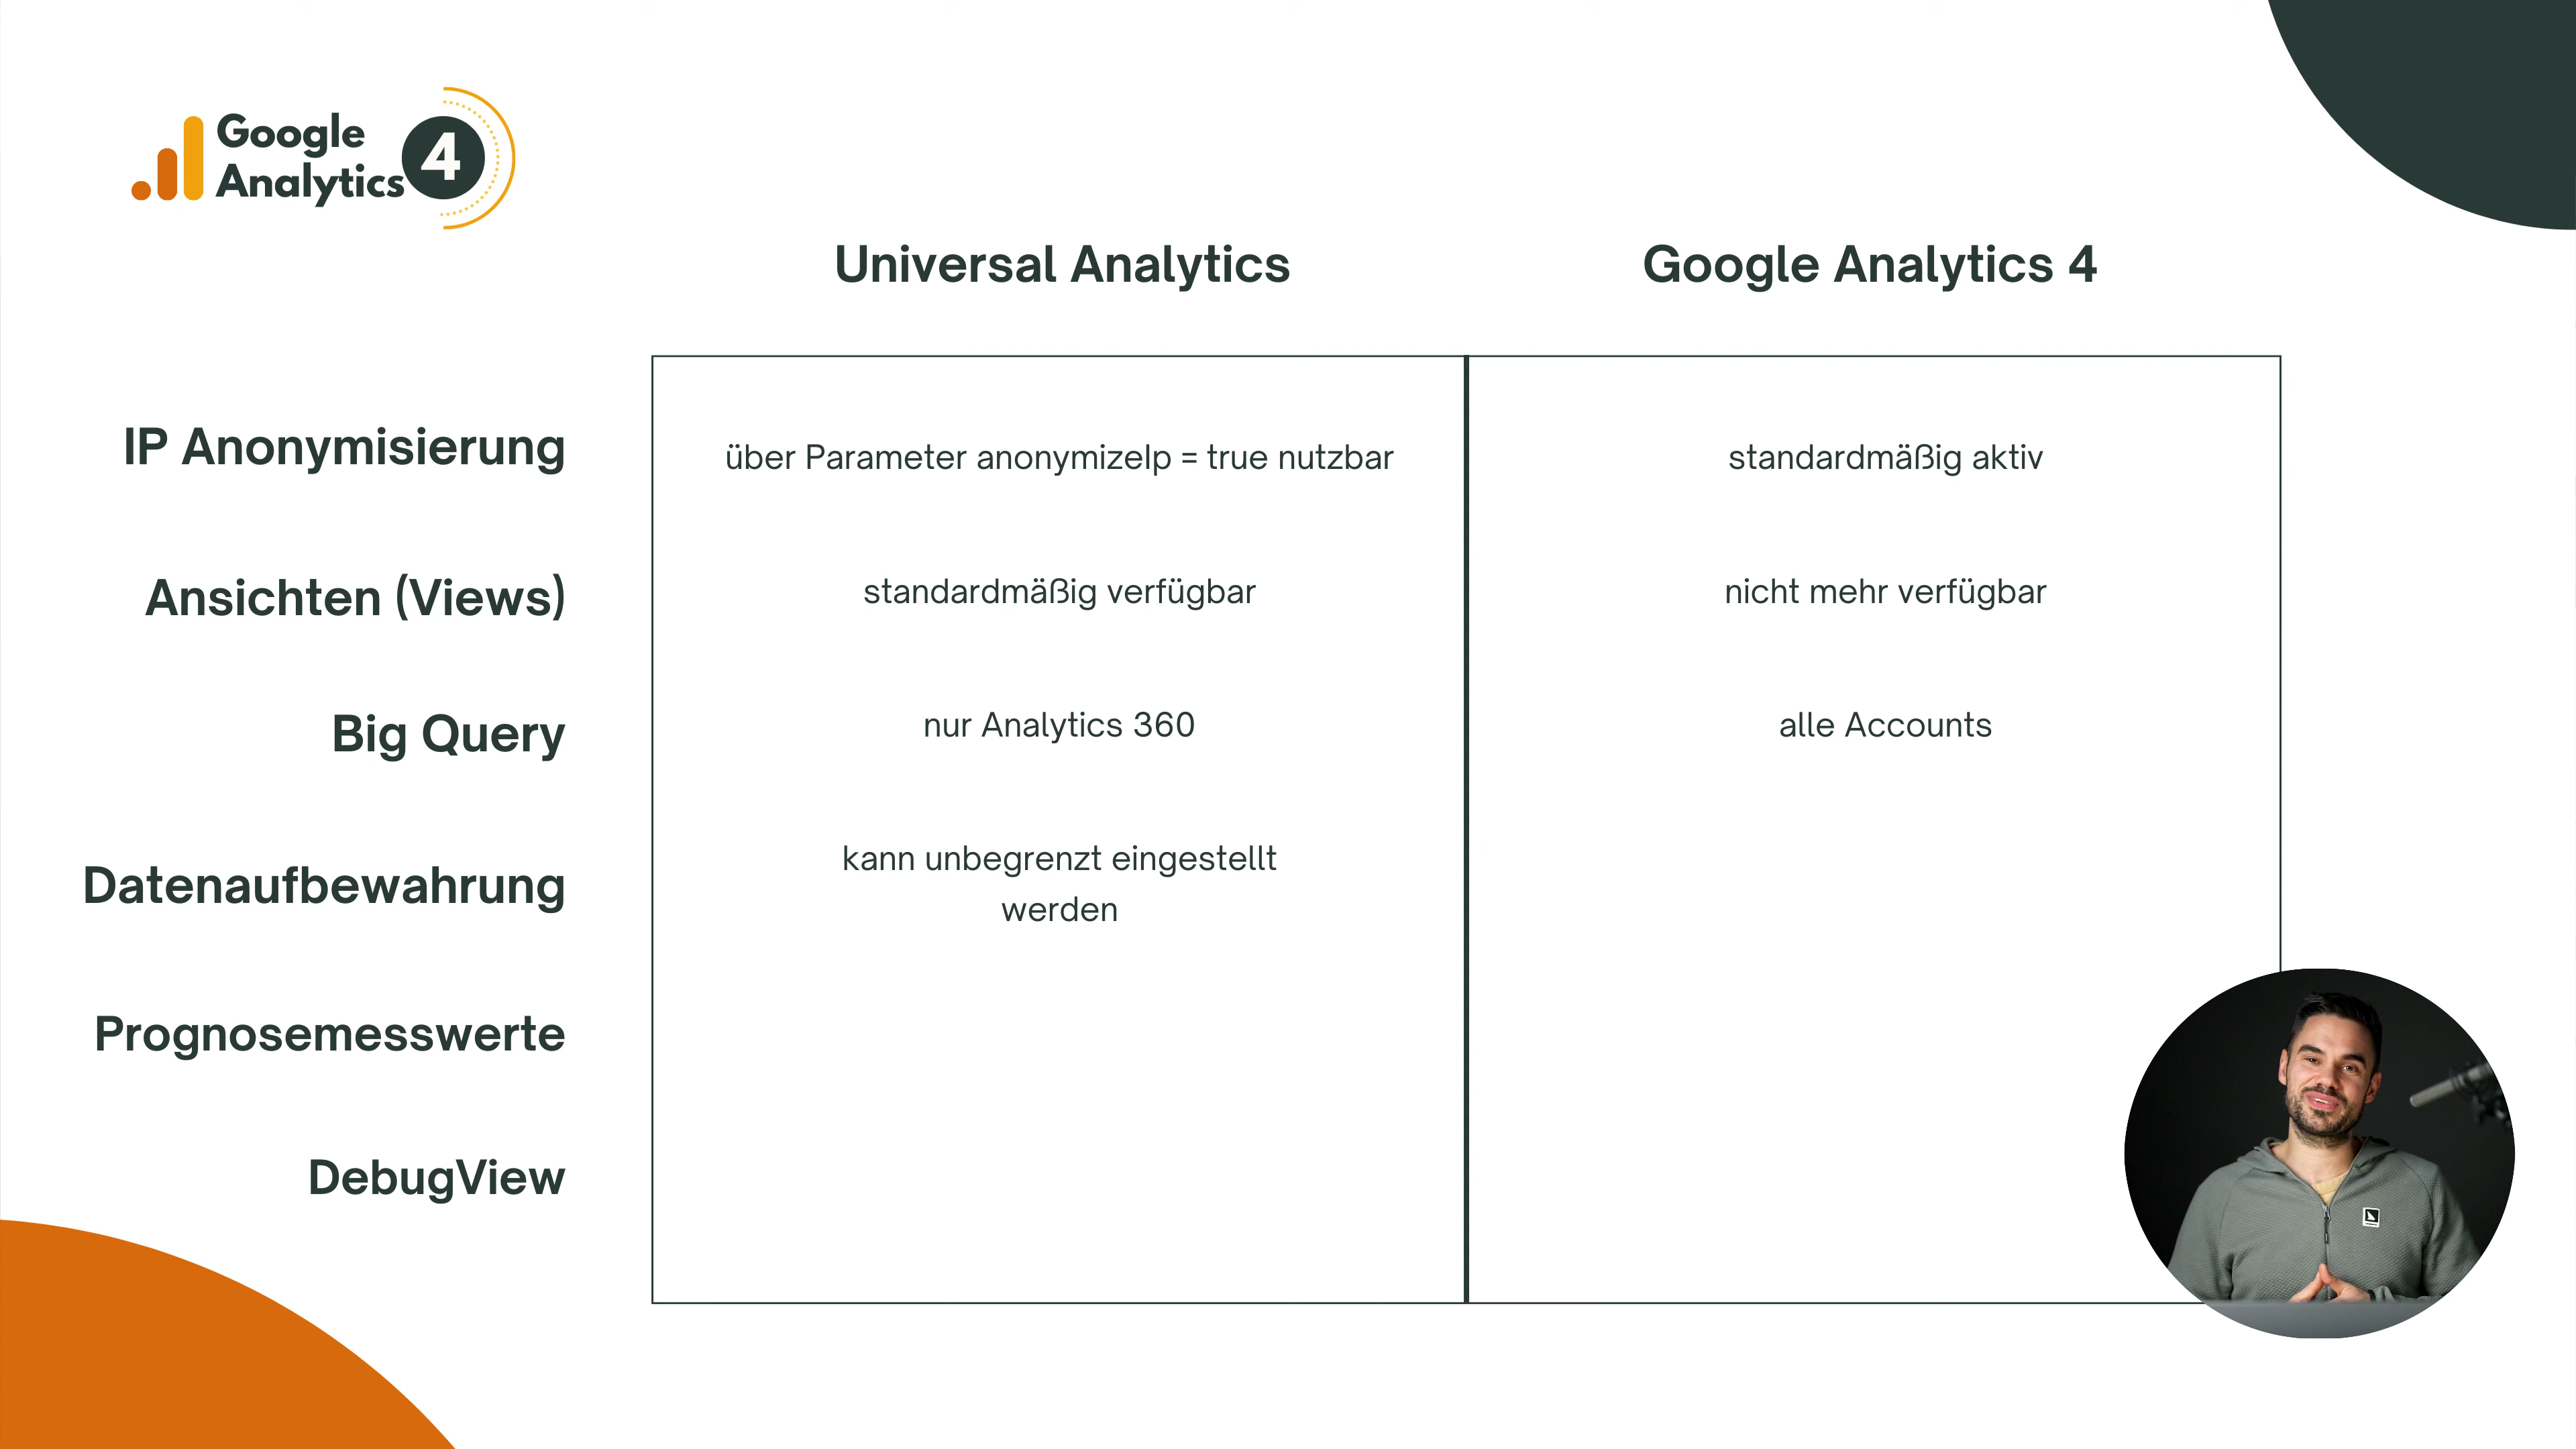 Google
Analytics 4
Universal Analytics
Google Analytics 4
IP Anonymisierung
über Parameter anonymizeIp = true nutzbar
standardmäßig aktiv
Ansichten (Views)
standardmäßig verfügbar
nicht mehr verfügbar
Big Query
nur Analytics 360
alle Accounts
Datenaufbewahrung
kann unbegrenzt eingestellt
werden
Prognosemesswerte
DebugView